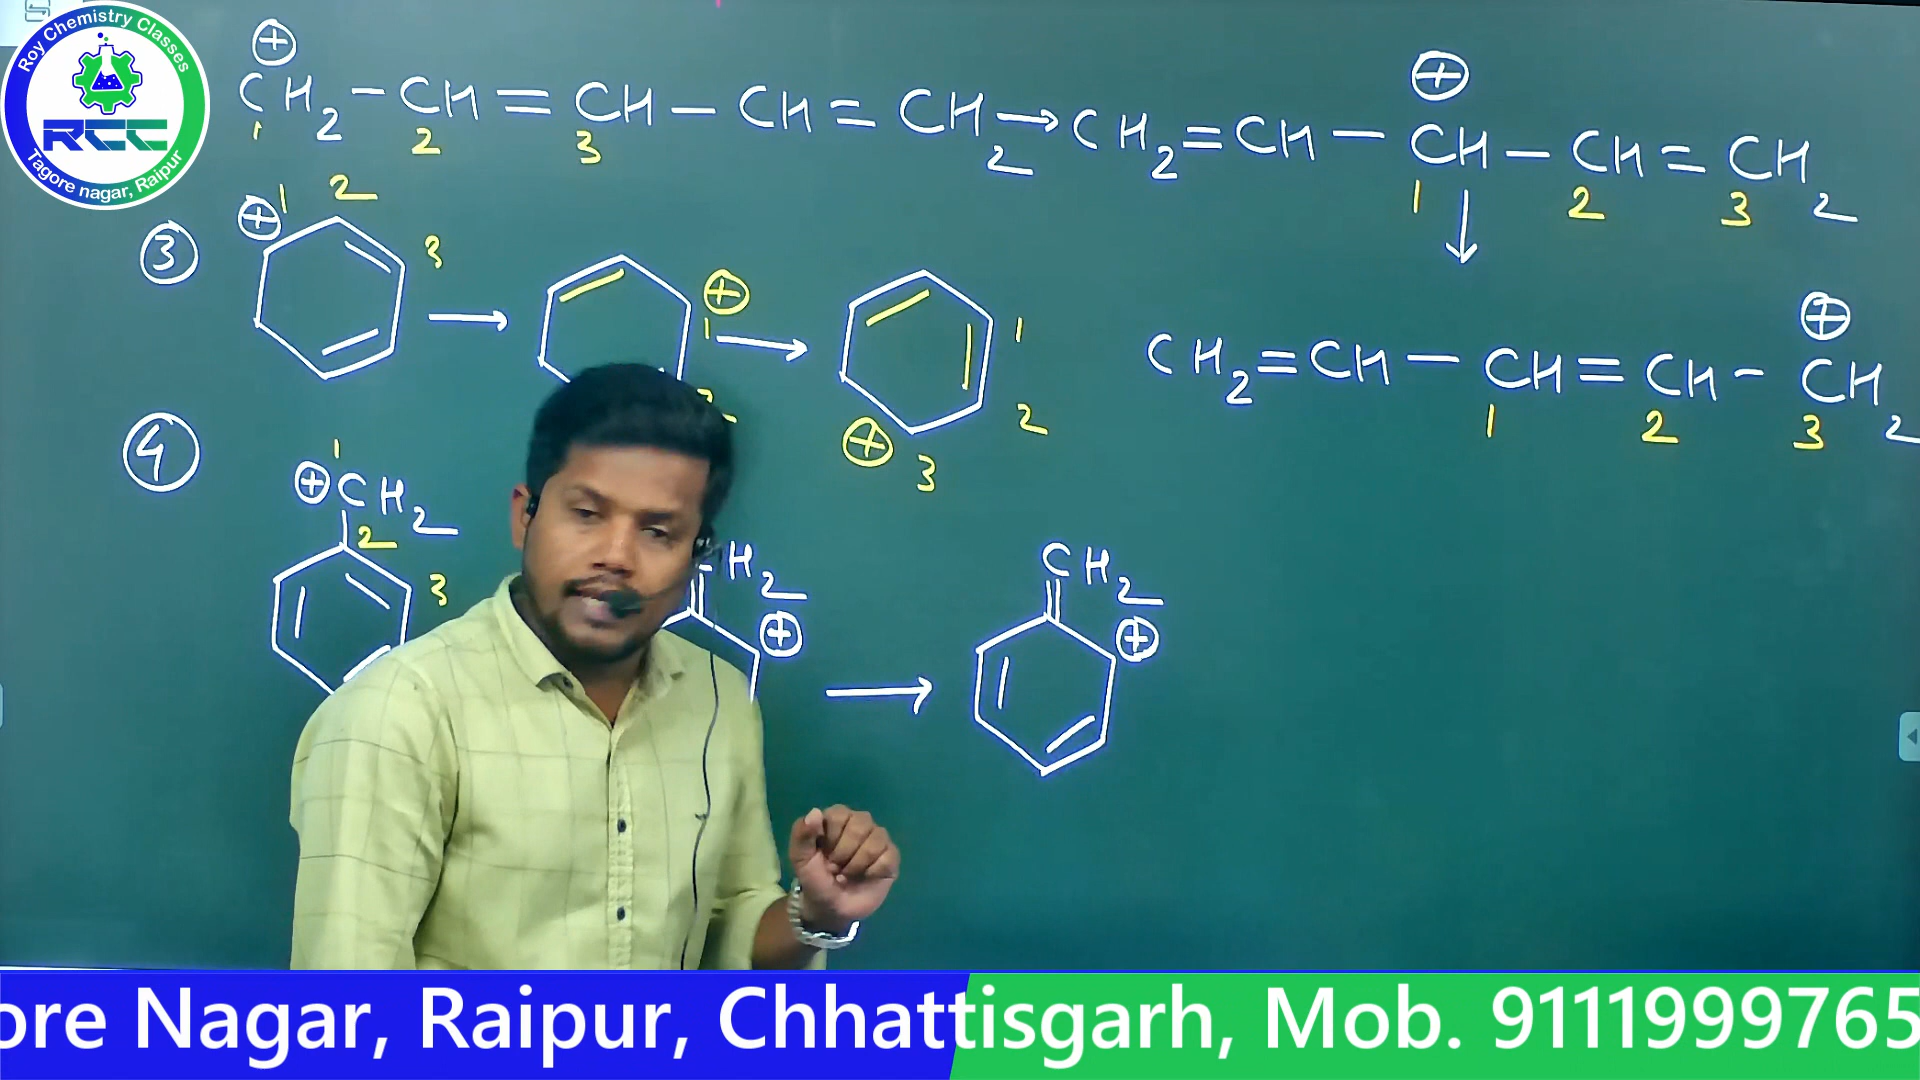 Roy Chemistry Classes
RCC
Tagore nagar, Raipur
⊕ ⊕
CH2 - CH = CH - CH = CH2 → CH2 = CH - CH - CH = CH2
1 2 3 1 2 3
↓
③ ⊕ 1 2 3 → ⊕ 1 → 1 2 ⊕ 3
⊕
CH2 = CH - CH = CH - CH2
1 2 3
④ 1
⊕ CH2
2
3
H2 ⊕ → CH2 ⊕
ore Nagar, Raipur, Chhattisgarh, Mob. 9111999765